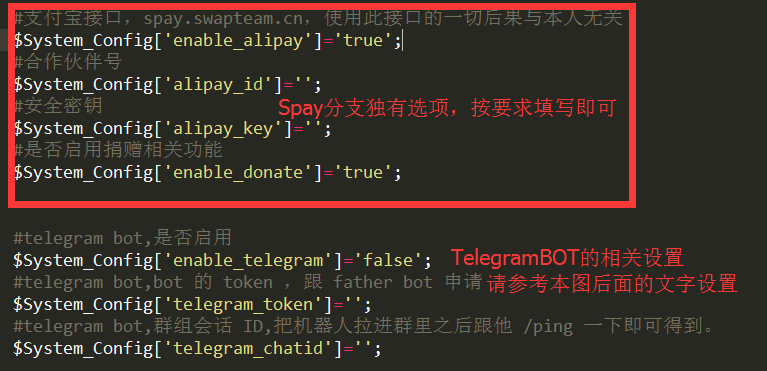 #支付宝接口，spay.swapteam.cn，使用此接口的一切后果与本人无关
$System_Config['enable_alipay']='true';
#合作伙伴号
$System_Config['alipay_id']='';
#安全密钥
Spay分支独有选项，按要求填写即可
$System_Config['alipay_key']='';
#是否启用捐赠相关功能
$System_Config['enable_donate']='true';
#telegram bot,是否启用
$System_Config['enable_telegram']='false'; TelegramBOT的相关设置
#telegram bot,bot 的 token ，跟 father bot 申请 请参考本图后面的文字设置
$System_Config['telegram_token']='';
#telegram bot,群组会话 ID,把机器人拉进群里之后跟他 /ping 一下即可得到。
$System_Config['telegram_chatid']='';